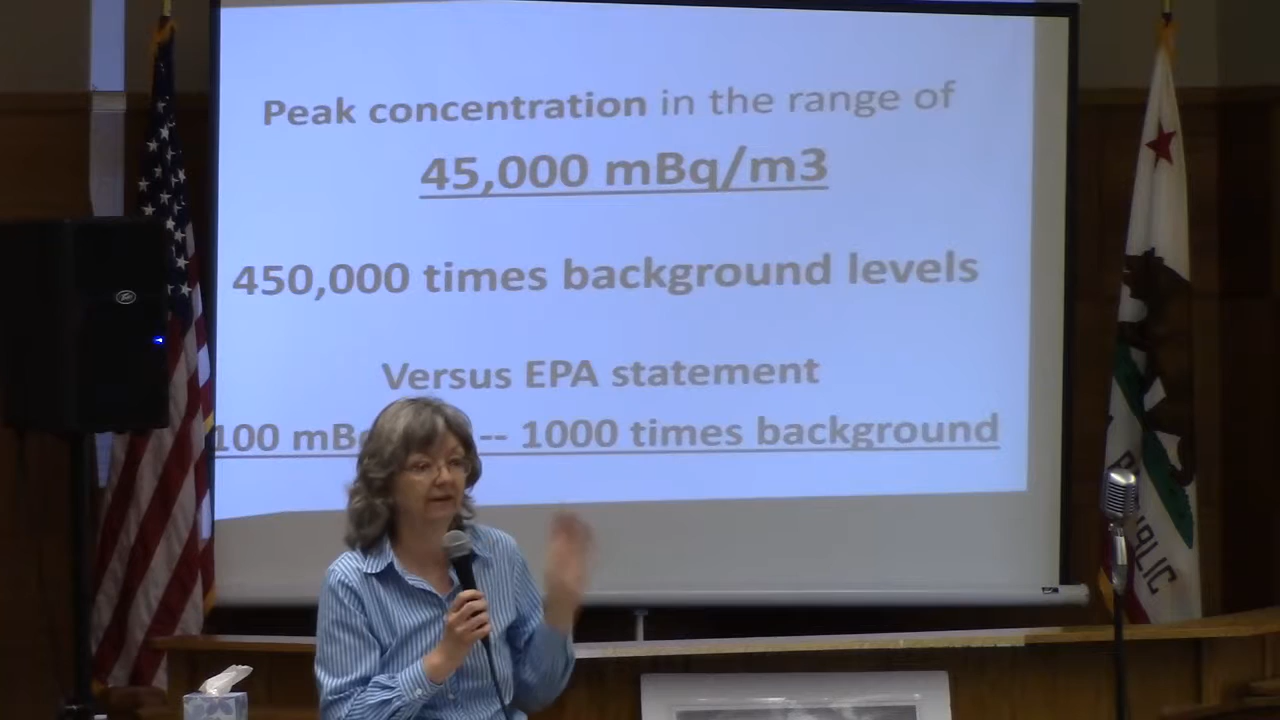 Peak concentration in the range of
45,000 mBq/m3
450,000 times background levels
Versus EPA statement
100 -- 1000 times background